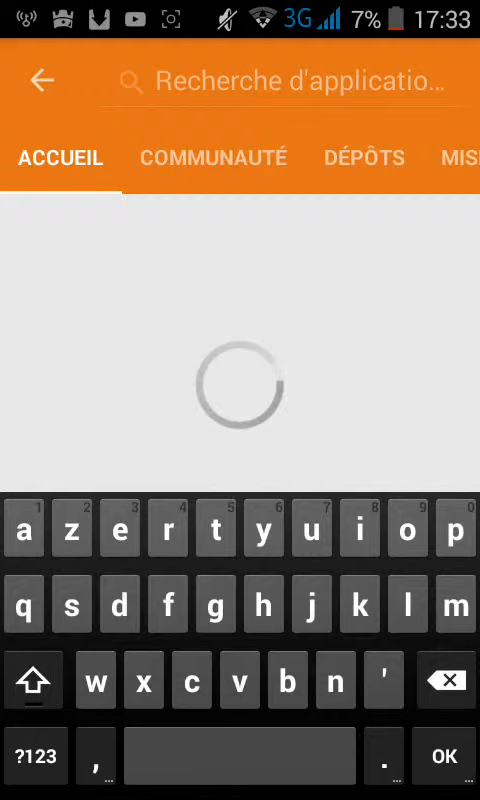 3G 7% 17:33
Recherche d'applicatio...
ACCUEIL COMMUNAUTÉ DÉPÔTS MIS
1 2 3 4 5 6 7 8 9 0
a z e r t y u i o p
q s d f g h j k l m
w x c v b n '
?123 , ... . ... OK ...